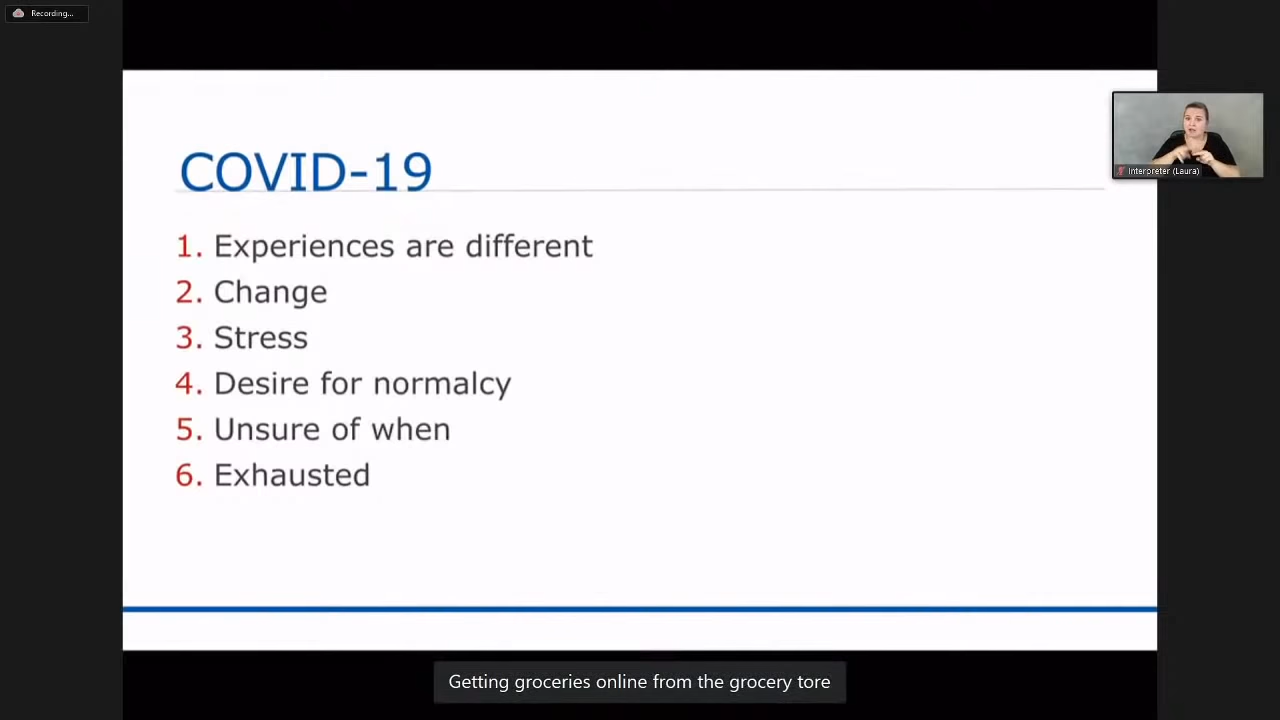 Recording...
COVID-19
Interpreter (Laura)
1. Experiences are different
2. Change
3. Stress
4. Desire for normalcy
5. Unsure of when
6. Exhausted
Getting groceries online from the grocery tore